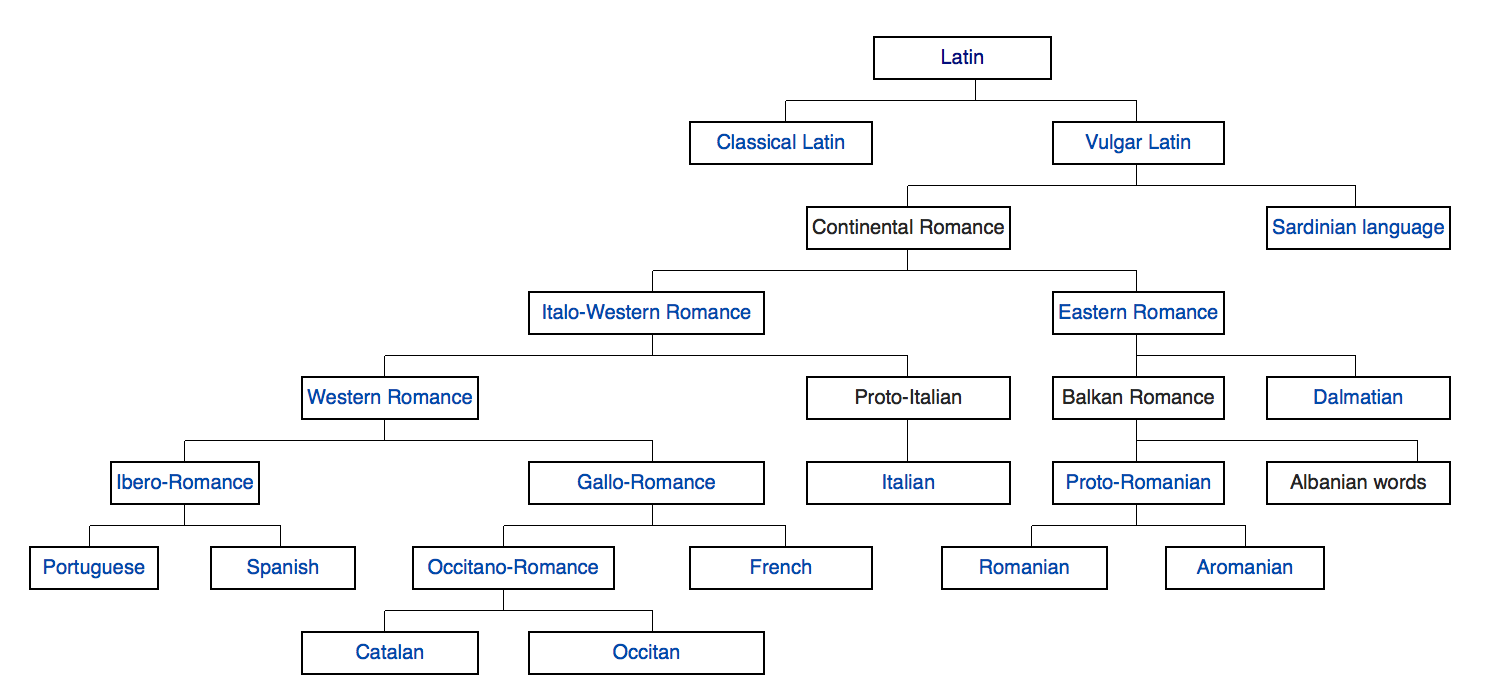 Latin
Classical Latin
Vulgar Latin
Continental Romance
Sardinian language
Italo-Western Romance
Eastern Romance
Western Romance
Proto-Italian
Balkan Romance
Dalmatian
Ibero-Romance
Gallo-Romance
Italian
Proto-Romanian
Albanian words
Portuguese
Spanish
Occitano-Romance
French
Romanian
Aromanian
Catalan
Occitan